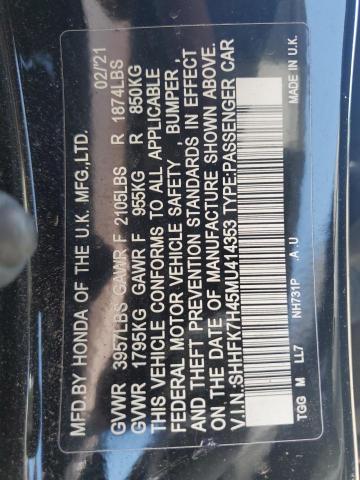 MFD.BY HONDA OF THE U.K. MFG.,LTD. 02/'21
GVWR 3957LBS GAWR F 2105LBS R 1874LBS
GVWR 1795KG GAWR F 955KG R 850KG
THIS VEHICLE CONFORMS TO ALL APPLICABLE
FEDERAL MOTOR VEHICLE SAFETY , BUMPER ,
AND THEFT PREVENTION STANDARDS IN EFFECT
ON THE DATE OF MANUFACTURE SHOWN ABOVE.
V.I.N.:SHHFK7H45MU414353 TYPE:PASSENGER CAR
TGG M LL7 NH731P .A .U MADE IN U.K.